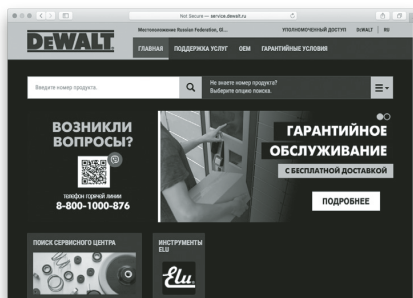 Not Secure — service.dewalt.ru
Местоположение Russian Federation, Ol...
УПОЛНОМОЧЕННЫЙ ДОСТУП
DeWALT
RU
DEWALT
ГЛАВНАЯ ПОДДЕРЖКА УСЛУГ OEM ГАРАНТИЙНЫЕ УСЛОВИЯ
Введите номер продукта.
Не знаете номер продукта?
Выберите опцию поиска.
ВОЗНИКЛИ
ВОПРОСЫ?
телефон горячей линии
8-800-1000-876
ГАРАНТИЙНОЕ
ОБСЛУЖИВАНИЕ
С БЕСПЛАТНОЙ ДОСТАВКОЙ
ПОДРОБНЕЕ
ПОИСК СЕРВИСНОГО ЦЕНТРА
ИНСТРУМЕНТЫ
ELU
Elu